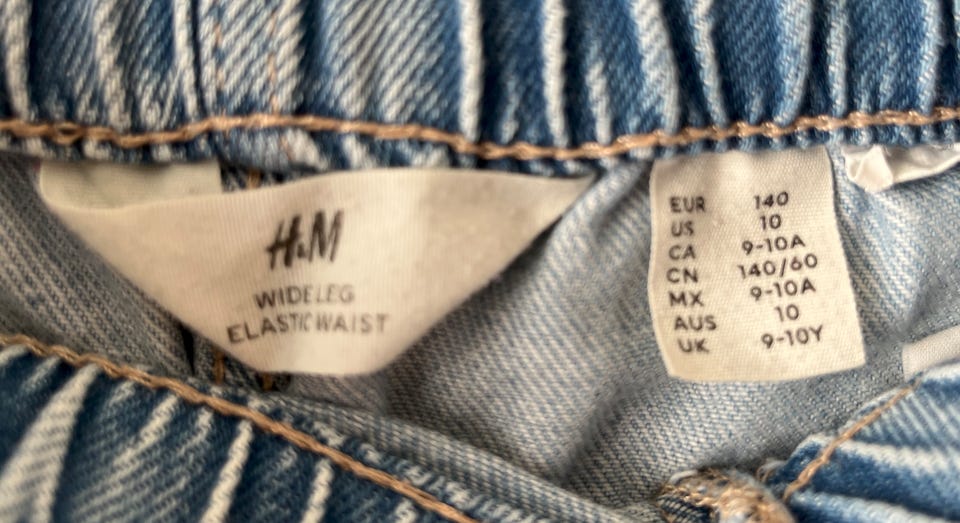 H&M
WIDELEG
ELASTIC WAIST
EUR 140
US 10
CA 9-10A
CN 140/60
MX 9-10A
AUS 10
UK 9-10Y